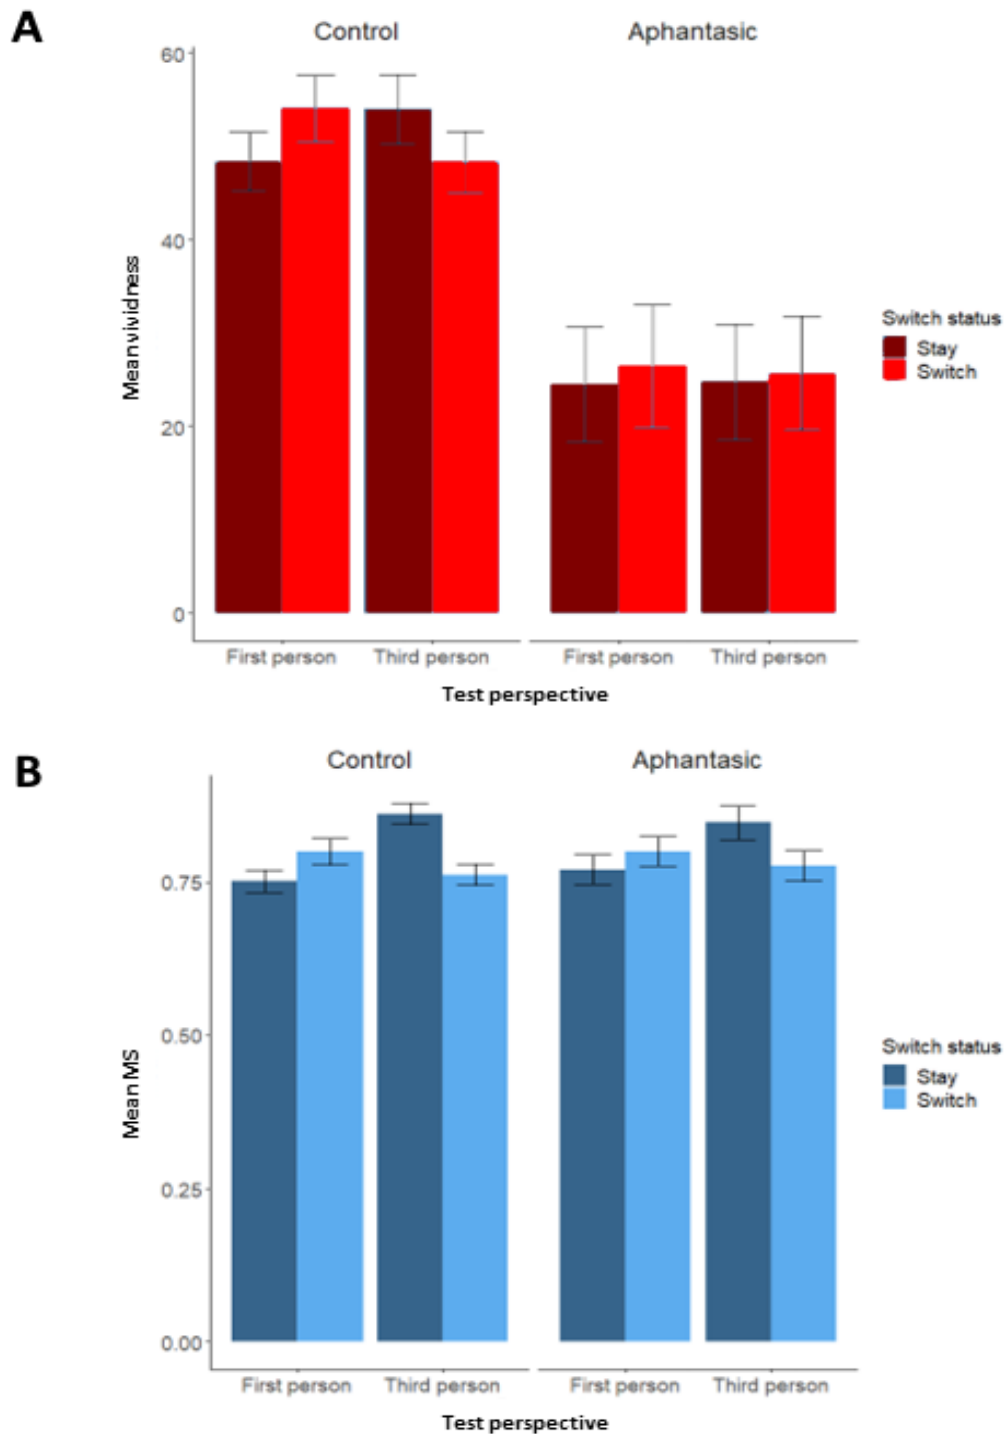 A
Control
Aphantasic
60
40
20
0
Mean vividness
First person
Third person
First person
Third person
Test perspective
Switch status
Stay
Switch
B
Control
Aphantasic
0.75
0.50
0.25
0.00
Mean MS
First person
Third person
First person
Third person
Test perspective
Switch status
Stay
Switch